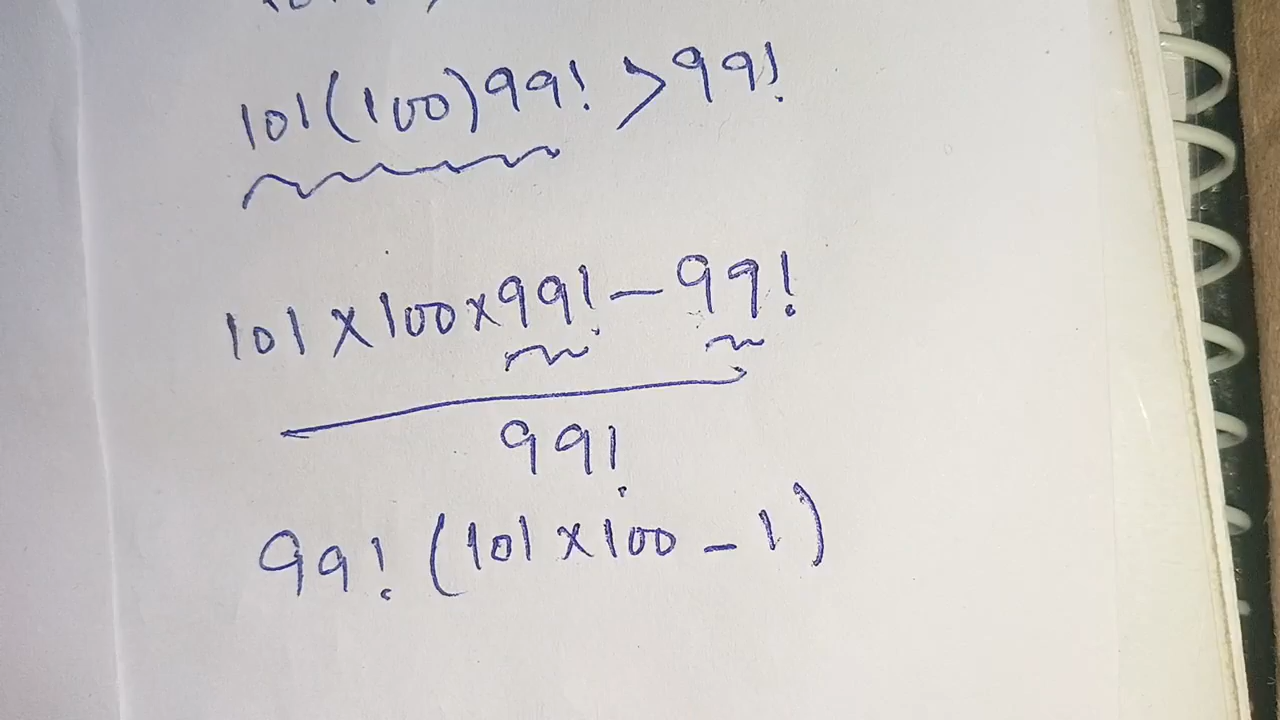 101(100)99! > 99!
101 × 100 × 99! – 99!
99!
99! (101 × 100 – 1)